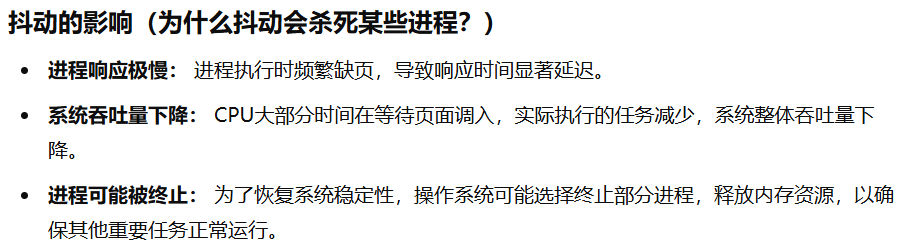 抖动的影响（为什么抖动会杀死某些进程？）
• 进程响应极慢： 进程执行时频繁缺页，导致响应时间显著延迟。
• 系统吞吐量下降： CPU大部分时间在等待页面调入，实际执行的任务减少，系统整体吞吐量下
降。
• 进程可能被终止： 为了恢复系统稳定性，操作系统可能选择终止部分进程，释放内存资源，以确
保其他重要任务正常运行。